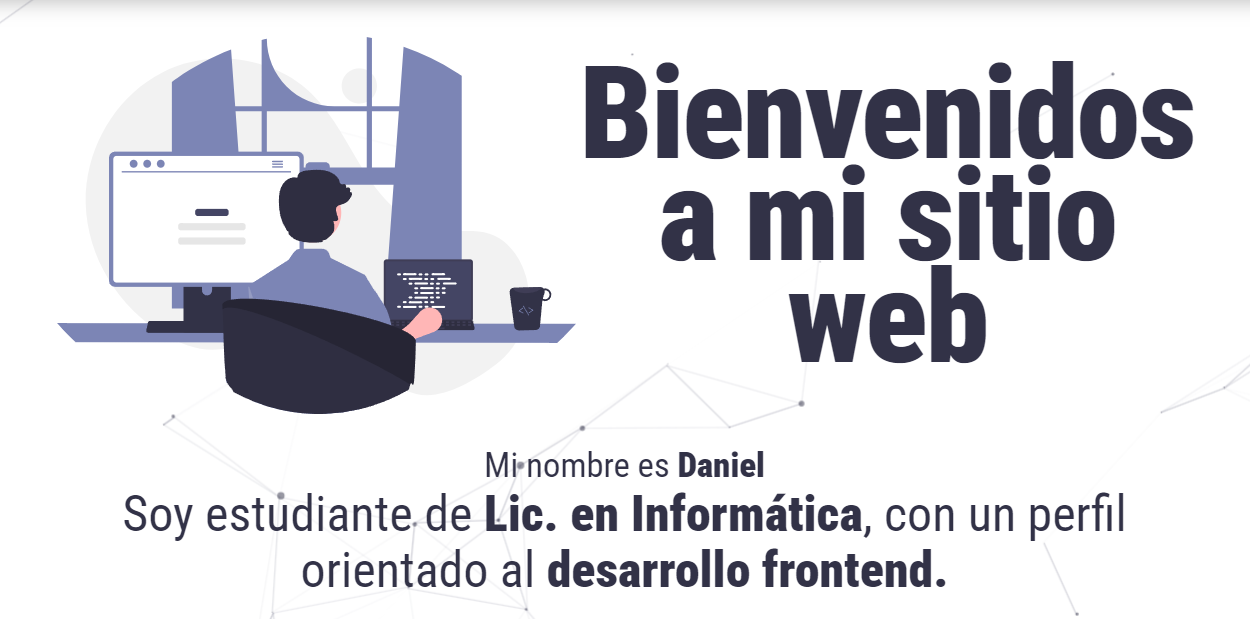 Bienvenidos
a mi sitio
web
Mi nombre es Daniel
Soy estudiante de Lic. en Informática, con un perfil
orientado al desarrollo frontend.